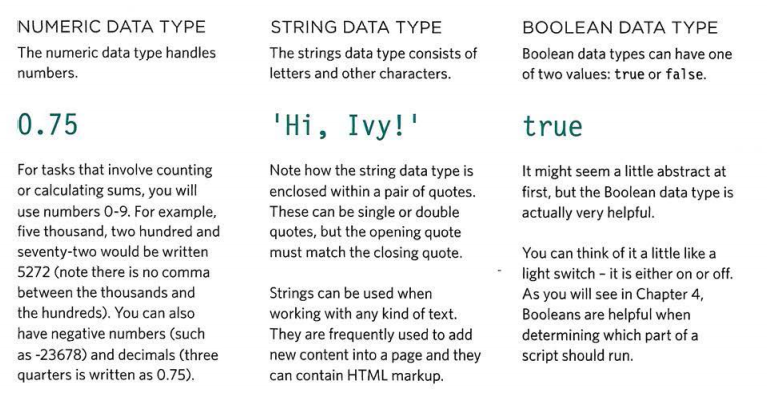 NUMERIC DATA TYPE
The numeric data type handles
numbers.
0.75
For tasks that involve counting
or calculating sums, you will
use numbers 0-9. For example,
five thousand, two hundred and
seventy-two would be written
5272 (note there is no comma
between the thousands and
the hundreds). You can also
have negative numbers (such
as -23678) and decimals (three
quarters is written as 0.75).
STRING DATA TYPE
The strings data type consists of
letters and other characters.
'Hi, Ivy!'
Note how the string data type is
enclosed within a pair of quotes.
These can be single or double
quotes, but the opening quote
must match the closing quote.
Strings can be used when
working with any kind of text.
They are frequently used to add
new content into a page and they
can contain HTML markup.
BOOLEAN DATA TYPE
Boolean data types can have one
of two values: true or false.
true
It might seem a little abstract at
first, but the Boolean data type is
actually very helpful.
You can think of it a little like a
light switch – it is either on or off.
As you will see in Chapter 4,
Booleans are helpful when
determining which part of a
script should run.